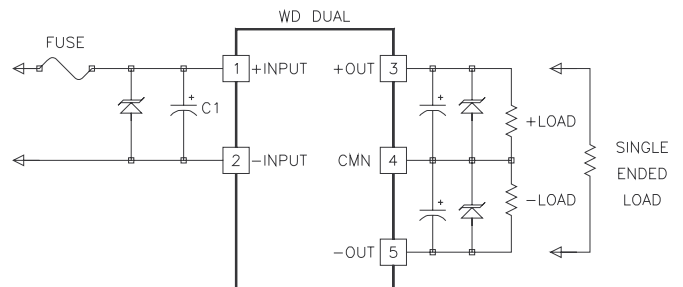 WD DUAL
FUSE
1 +INPUT
+OUT 3
+ C1
+
+LOAD
2 -INPUT
CMN 4
SINGLE
ENDED
LOAD
+
-LOAD
-OUT 5